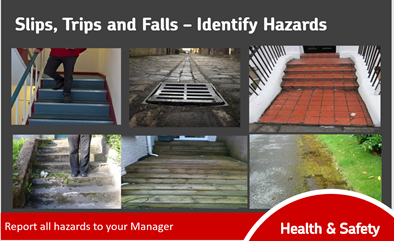 Slips, Trips and Falls – Identify Hazards
Report all hazards to your Manager
Health & Safety